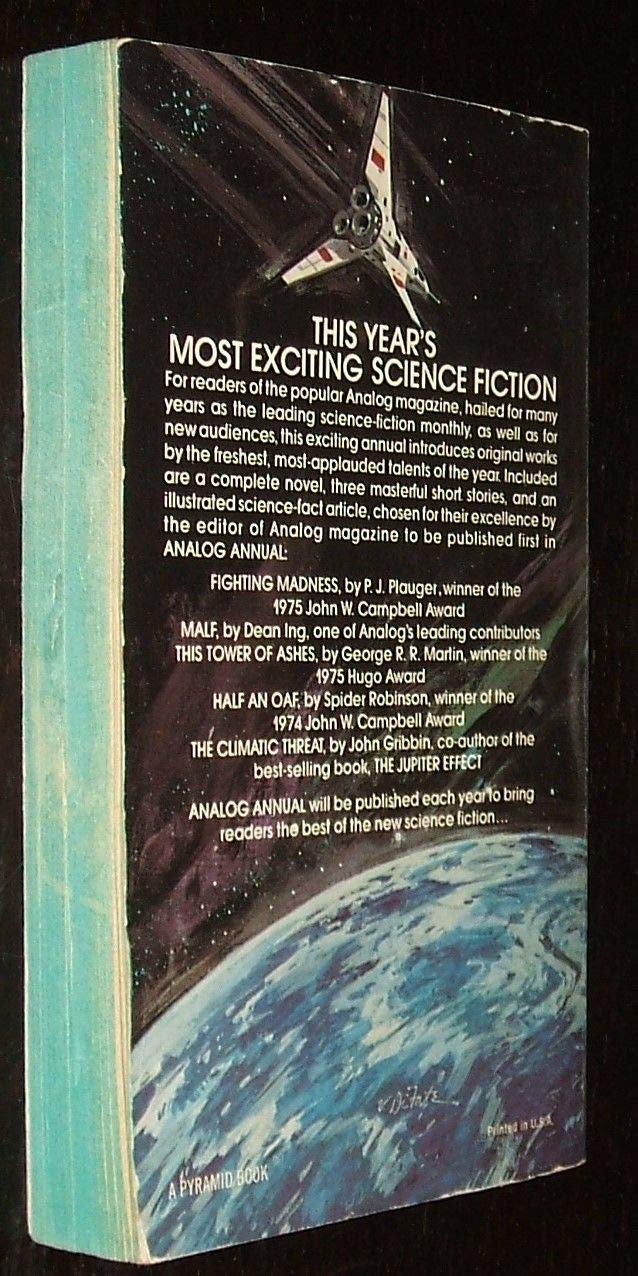 THIS YEAR'S
MOST EXCITING SCIENCE FICTION
For readers of the popular Analog magazine, hailed for many
years as the leading science-fiction monthly, as well as for
new audiences, this exciting annual introduces original works
by the freshest, most-applauded talents of the year. Included
are a complete novel, three masterful short stories, and an
illustrated science-fact article, chosen for their excellence by
the editor of Analog magazine to be published first in
ANALOG ANNUAL:
FIGHTING MADNESS, by P. J. Plauger, winner of the
1975 John W. Campbell Award
MALF, by Dean Ing, one of Analog's leading contributors
THIS TOWER OF ASHES, by George R. R. Martin, winner of the
1975 Hugo Award
HALF AN OAF, by Spider Robinson, winner of the
1974 John W. Campbell Award
THE CLIMATIC THREAT, by John Gribbin, co-author of the
best-selling book, THE JUPITER EFFECT
ANALOG ANNUAL will be published each year to bring
readers the best of the new science fiction...
DiFate
Printed in U.S.A.
A PYRAMID BOOK